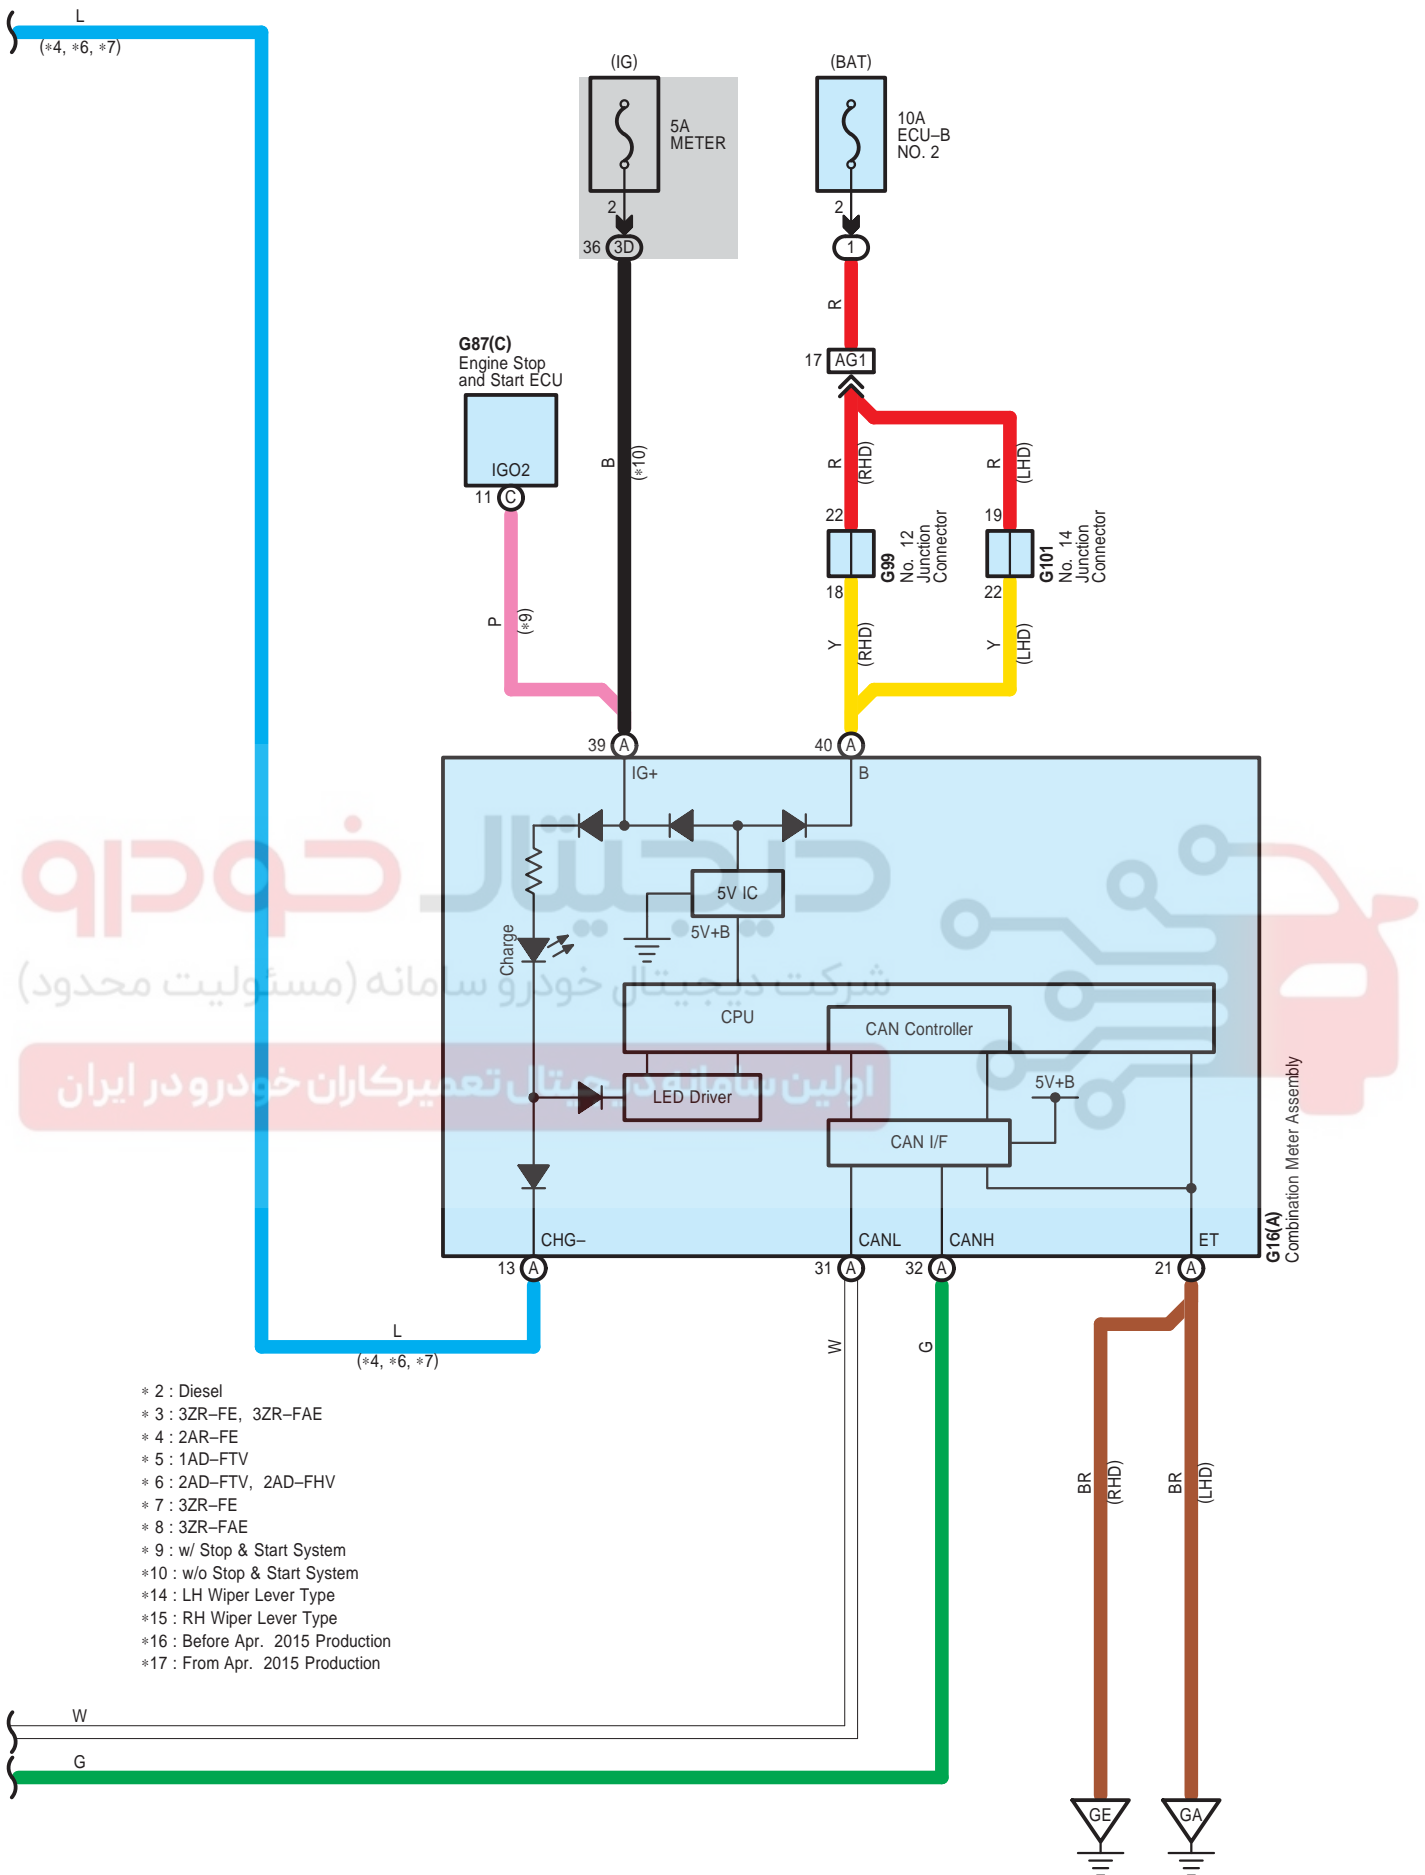 L
(*4, *6, *7)
(IG)
5A
METER
2
36 3D
(BAT)
10A
ECU–B
NO. 2
2
1
R
17 AG1
G87(C)
Engine Stop
and Start ECU
IGO2
11 C
P
(*9)
B
(*10)
R
(RHD)
R
(LHD)
22
G99
No. 12
Junction
Connector
18
19
G101
No. 14
Junction
Connector
22
Y
(RHD)
Y
(LHD)
39 A
40 A
IG+
B
5V IC
5V+B
Charge
CPU
CAN Controller
LED Driver
5V+B
CAN I/F
CHG–
CANL
CANH
ET
G16(A)
Combination Meter Assembly
13 A
31 A
32 A
21 A
دیجیتال خودرو
شرکت دیجیتال خودرو سامانه (مسئولیت محدود)
اولین سامانه دیجیتال تعمیرکاران خودرو در ایران
L
(*4, *6, *7)
W
G
BR
(RHD)
BR
(LHD)
* 2 : Diesel
* 3 : 3ZR–FE, 3ZR–FAE
* 4 : 2AR–FE
* 5 : 1AD–FTV
* 6 : 2AD–FTV, 2AD–FHV
* 7 : 3ZR–FE
* 8 : 3ZR–FAE
* 9 : w/ Stop & Start System
*10 : w/o Stop & Start System
*14 : LH Wiper Lever Type
*15 : RH Wiper Lever Type
*16 : Before Apr. 2015 Production
*17 : From Apr. 2015 Production
W
G
GE
GA